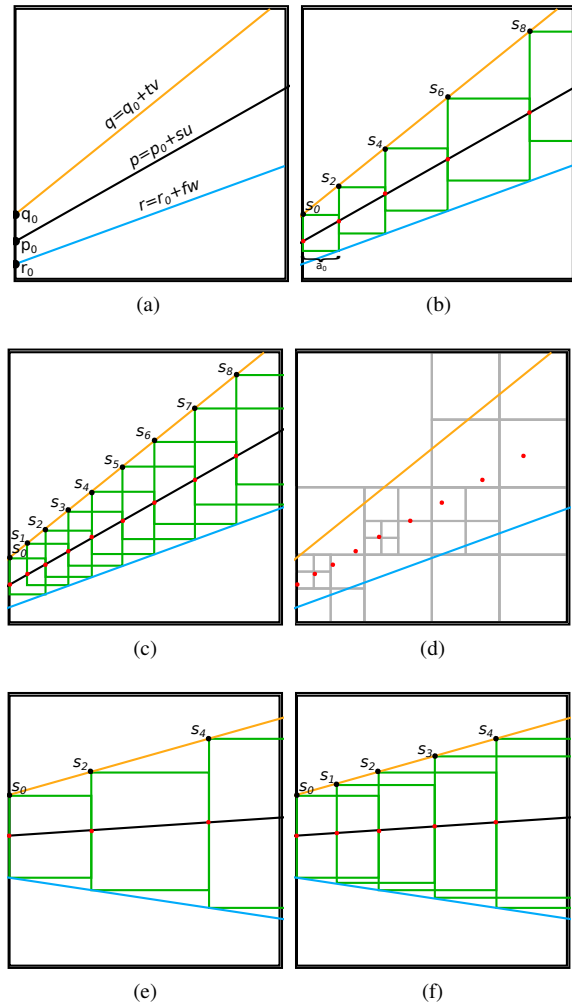 q=q₀+tv
p=p₀+su
r=r₀+fw
q₀
p₀
r₀
s₀
s₂
s₄
s₆
s₈
a₀
(a)
(b)
s₀
s₁
s₂
s₃
s₄
s₅
s₆
s₇
s₈
(c)
(d)
s₀
s₂
s₄
s₀
s₁
s₂
s₃
s₄
(e)
(f)